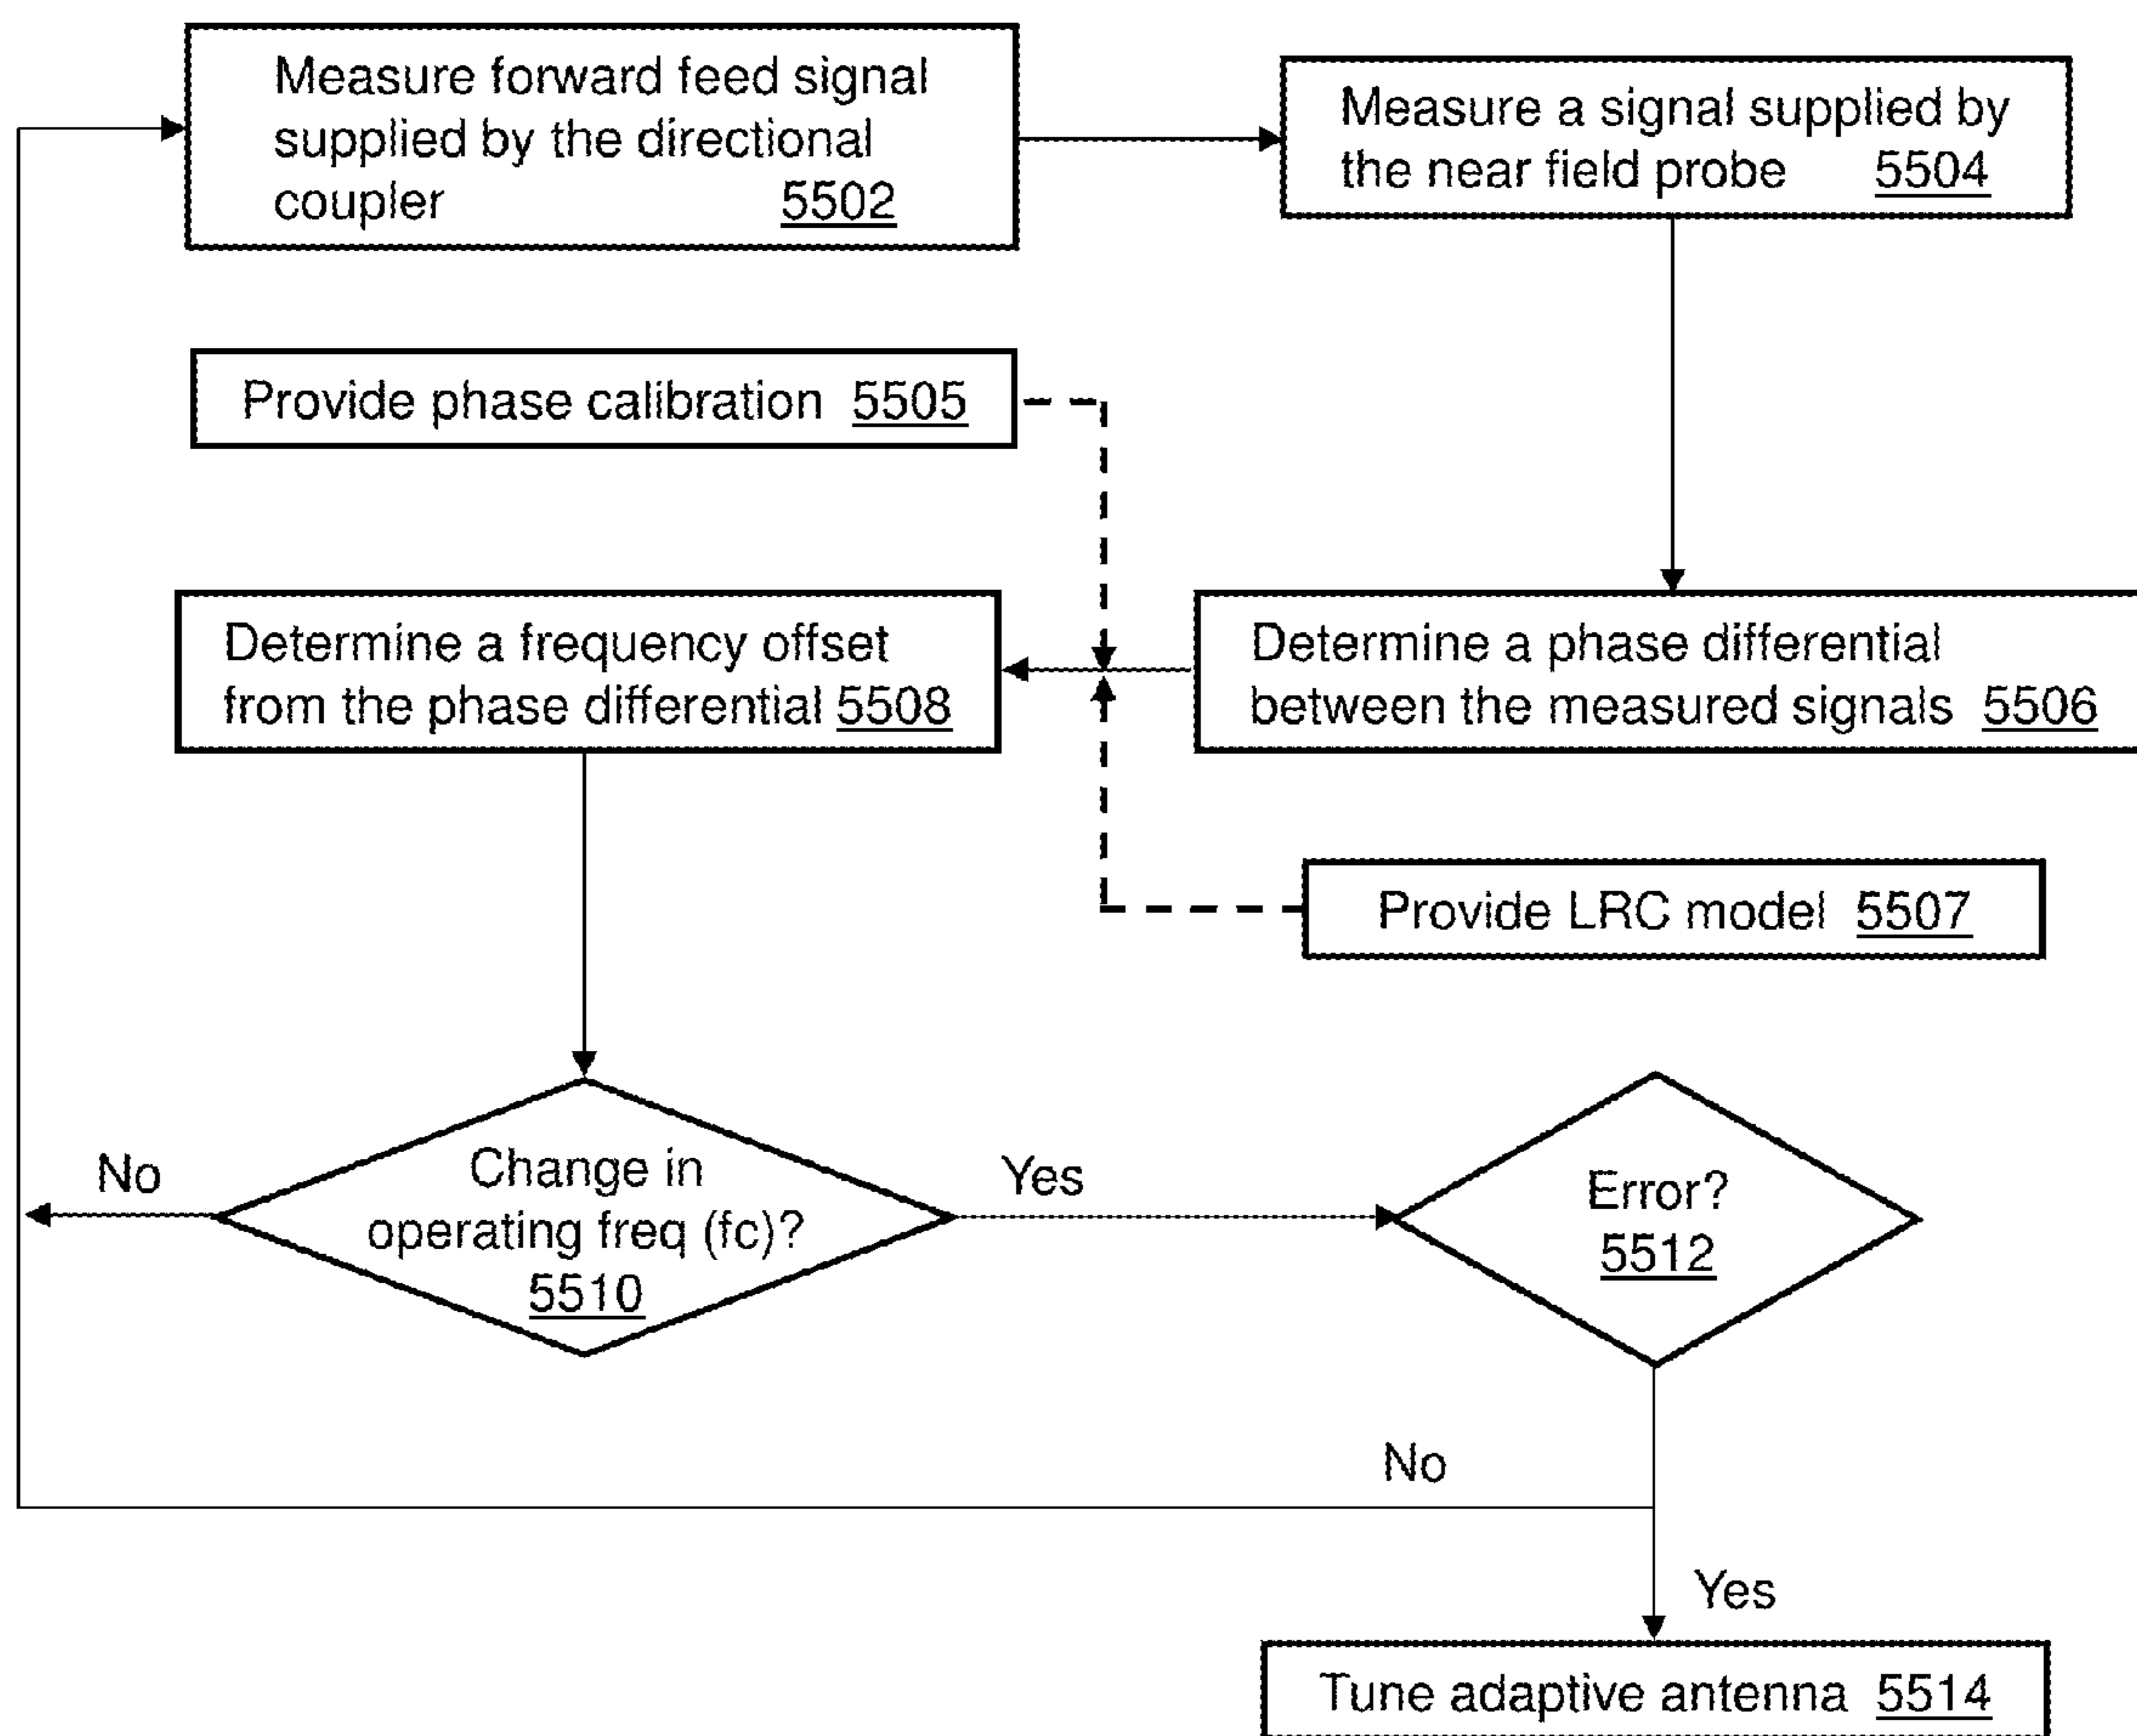 Measure forward feed signal
supplied by the directional
coupler 5502
Measure a signal supplied by
the near field probe 5504
Provide phase calibration 5505
Determine a frequency offset
from the phase differential 5508
Determine a phase differential
between the measured signals 5506
Provide LRC model 5507
No
Change in
operating freq (fc)?
5510
Yes
Error?
5512
No
Yes
Tune adaptive antenna 5514